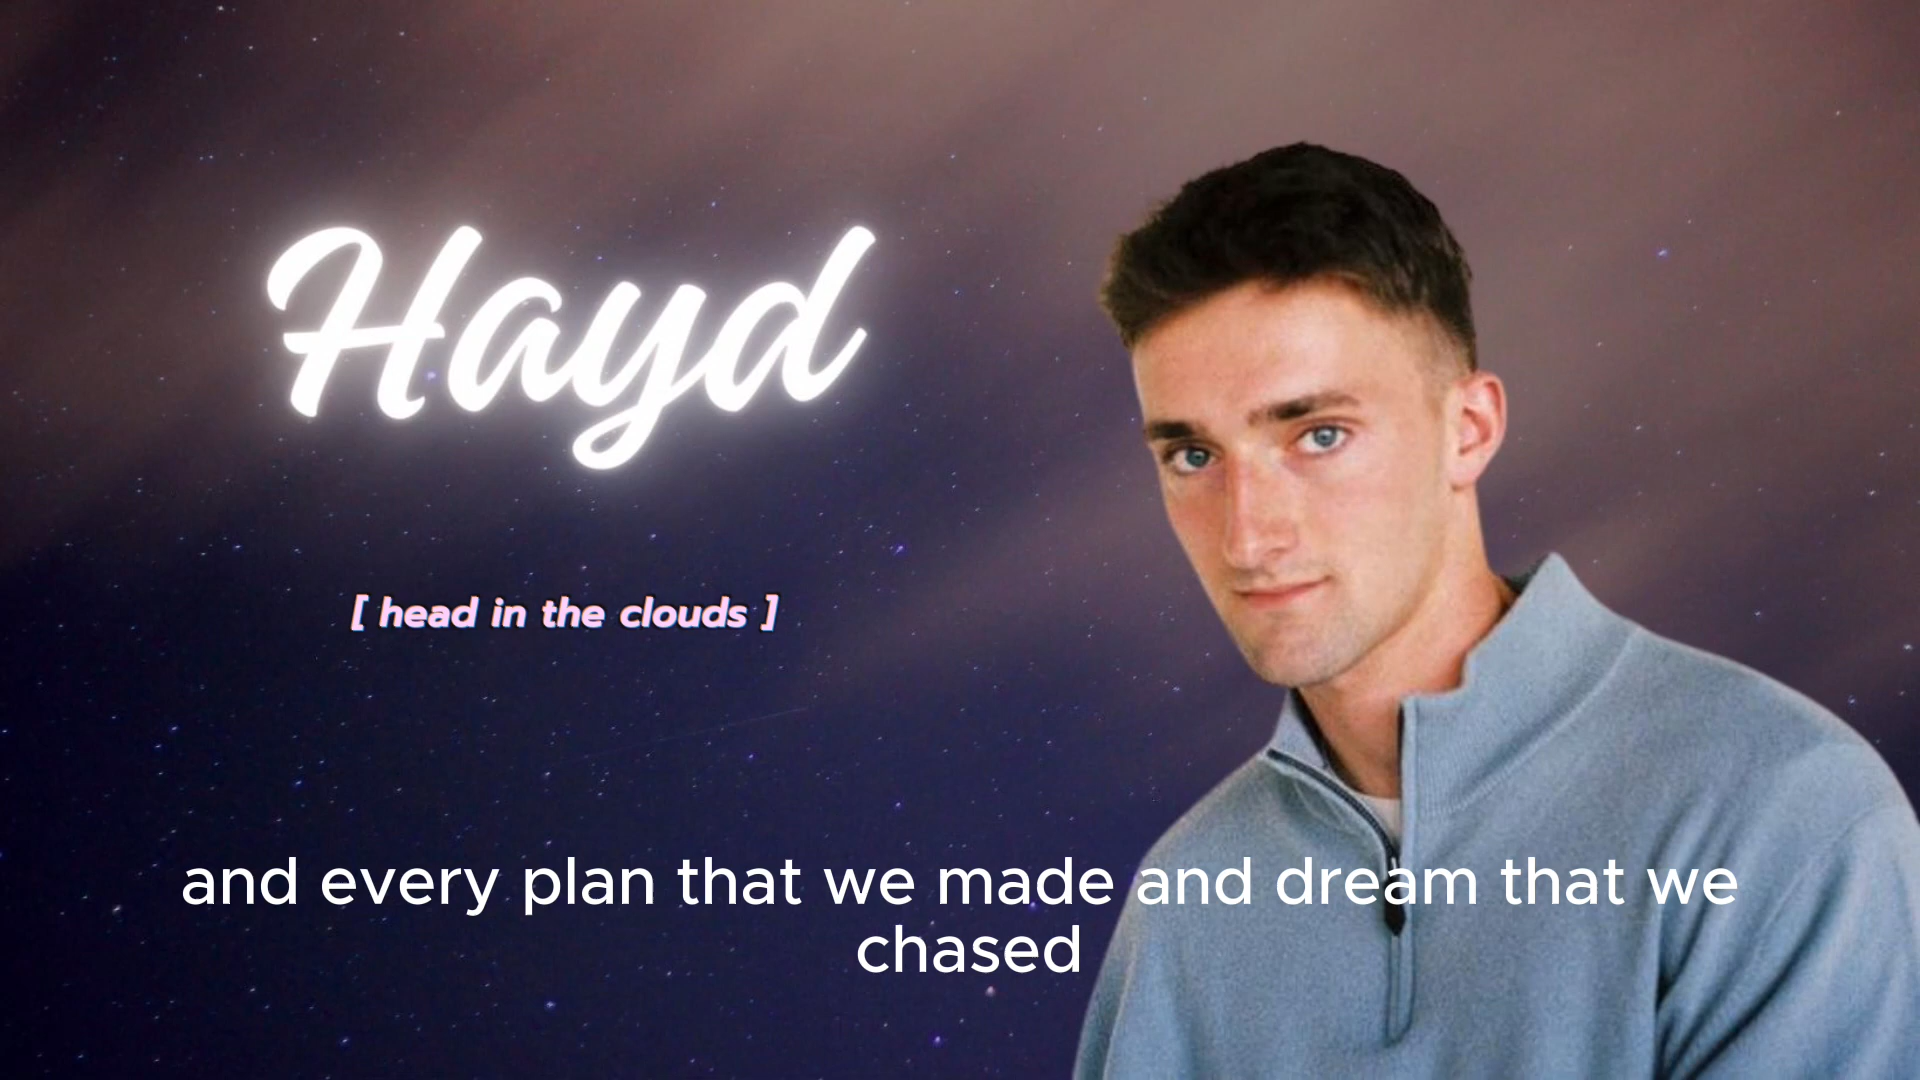 Hayd
[ head in the clouds ]
and every plan that we made and dream that we
chased